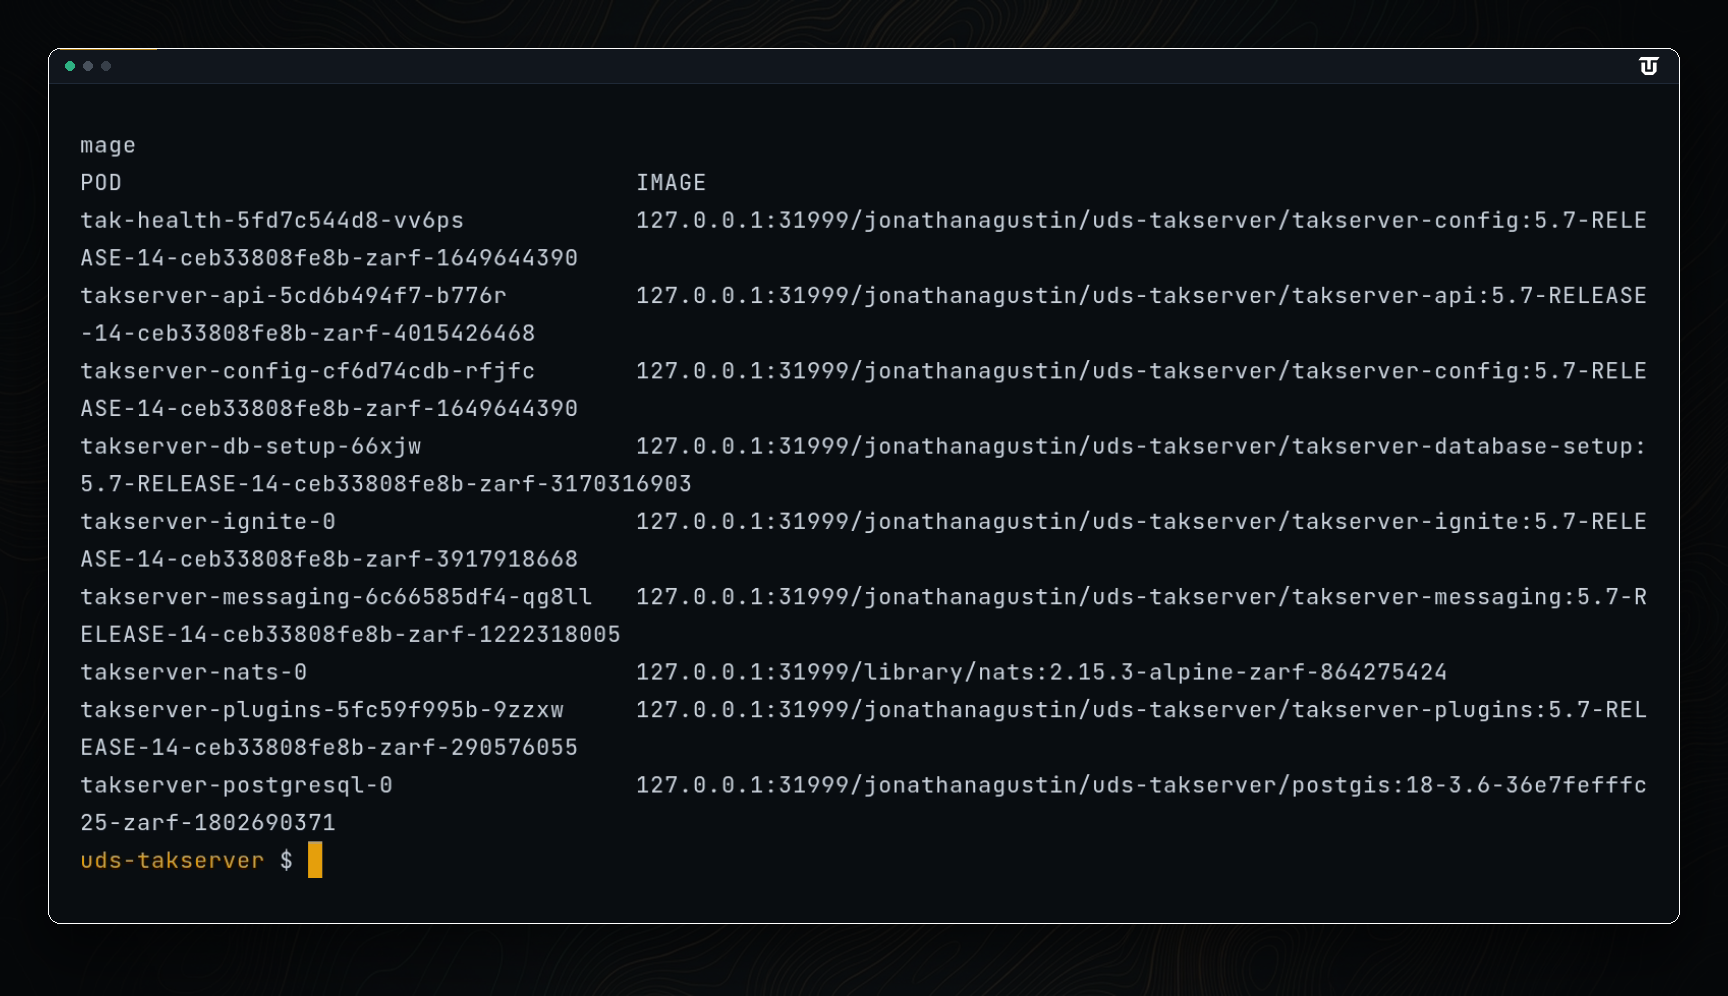 mage
POD IMAGE
tak-health-5fd7c544d8-vv6ps 127.0.0.1:31999/jonathanagustin/uds-takserver/takserver-config:5.7-RELE
ASE-14-ceb33808fe8b-zarf-1649644390
takserver-api-5cd6b494f7-b776r 127.0.0.1:31999/jonathanagustin/uds-takserver/takserver-api:5.7-RELEASE
-14-ceb33808fe8b-zarf-4015426468
takserver-config-cf6d74cdb-rfjfc 127.0.0.1:31999/jonathanagustin/uds-takserver/takserver-config:5.7-RELE
ASE-14-ceb33808fe8b-zarf-1649644390
takserver-db-setup-66xjw 127.0.0.1:31999/jonathanagustin/uds-takserver/takserver-database-setup:
5.7-RELEASE-14-ceb33808fe8b-zarf-3170316903
takserver-ignite-0 127.0.0.1:31999/jonathanagustin/uds-takserver/takserver-ignite:5.7-RELE
ASE-14-ceb33808fe8b-zarf-3917918668
takserver-messaging-6c66585df4-qg8ll 127.0.0.1:31999/jonathanagustin/uds-takserver/takserver-messaging:5.7-R
ELEASE-14-ceb33808fe8b-zarf-1222318005
takserver-nats-0 127.0.0.1:31999/library/nats:2.15.3-alpine-zarf-864275424
takserver-plugins-5fc59f995b-9zzxw 127.0.0.1:31999/jonathanagustin/uds-takserver/takserver-plugins:5.7-REL
EASE-14-ceb33808fe8b-zarf-290576055
takserver-postgresql-0 127.0.0.1:31999/jonathanagustin/uds-takserver/postgis:18-3.6-36e7fefffc
25-zarf-1802690371
uds-takserver $